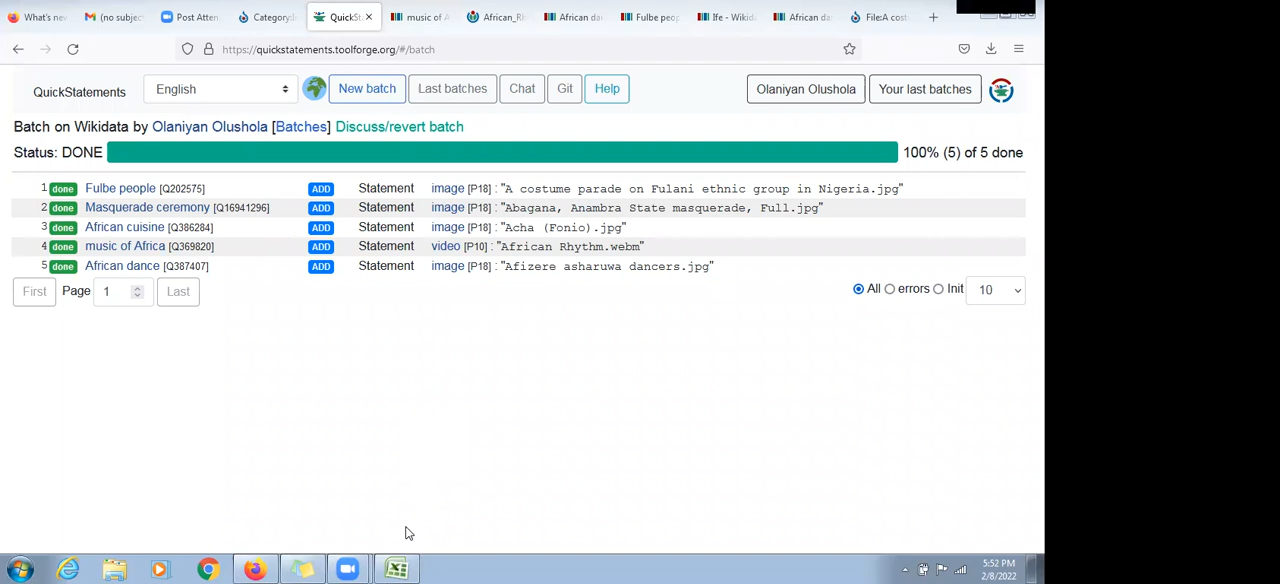 What's nev
(no subjec
Post Atten
Category:I
QuickSta
music of A
African_Rh
African da
Fulbe peop
Ife - Wikida
African da
File:A cost
https://quickstatements.toolforge.org/#/batch
QuickStatements English New batch Last batches Chat Git Help Olaniyan Olushola Your last batches
Batch on Wikidata by Olaniyan Olushola [Batches] Discuss/revert batch
Status: DONE 100% (5) of 5 done
1 done Fulbe people [Q202575] ADD Statement image [P18] : "A costume parade on Fulani ethnic group in Nigeria.jpg"
2 done Masquerade ceremony [Q16941296] ADD Statement image [P18] : "Abagana, Anambra State masquerade, Full.jpg"
3 done African cuisine [Q386284] ADD Statement image [P18] : "Acha (Fonio).jpg"
4 done music of Africa [Q369820] ADD Statement video [P10] : "African Rhythm.webm"
5 done African dance [Q387407] ADD Statement image [P18] : "Afizere asharuwa dancers.jpg"
First Page 1 Last All errors Init 10
5:52 PM
2/8/2022